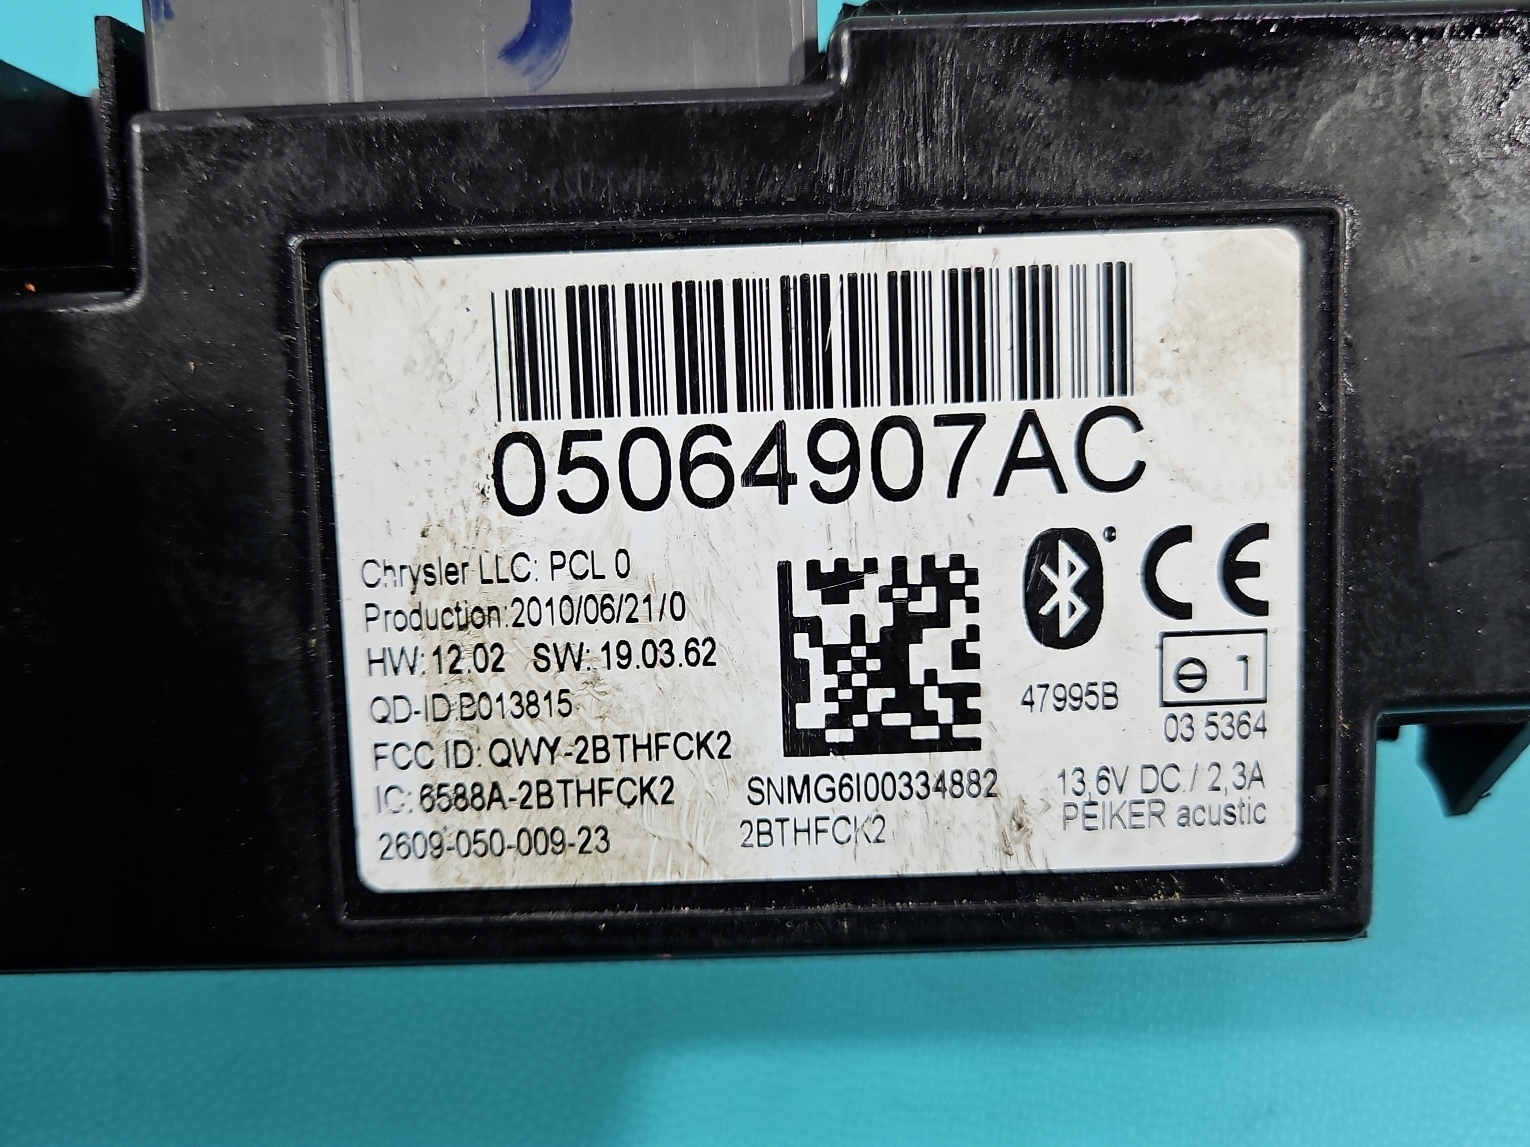 05064907AC
Chrysler LLC: PCL 0
Production:2010/06/21/0
HW: 12.02 SW: 19.03.62
QD-ID:B013815
FCC ID: QWY-2BTHFCK2
IC: 6588A-2BTHFCK2
2609-050-009-23
SNMG6I00334882
2BTHFCK2
CE
47995B
e 1
03 5364
13,6V DC / 2,3A
PEIKER acustic